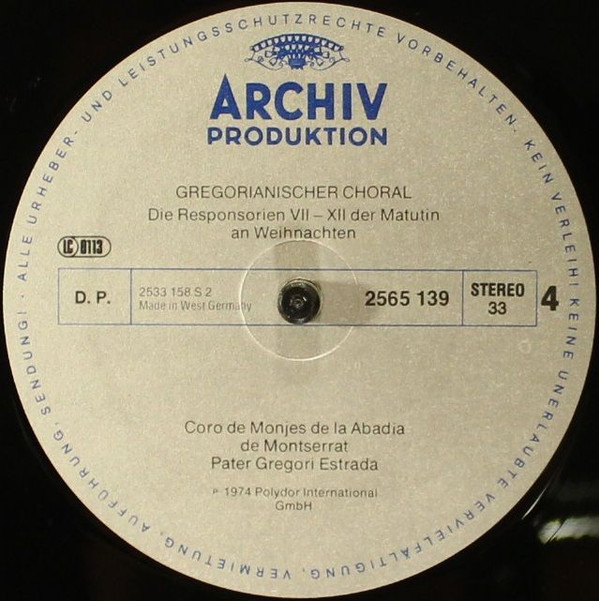 ALLE URHEBER- UND LEISTUNGSSCHUTZRECHTE VORBEHALTEN. KEIN VERLEIH! KEINE UNERLAUBTE VERVIELFÄLTIGUNG, VERMIETUNG, AUFFÜHRUNG, SENDUNG! ·
ARCHIV
PRODUKTION
GREGORIANISCHER CHORAL
Die Responsorien VII – XII der Matutin
an Weihnachten
LC 0113
D. P.
2533 158 S 2
Made in West Germany
2565 139
STEREO
33
4
Coro de Monjes de la Abadia
de Montserrat
Pater Gregori Estrada
℗ 1974 Polydor International
GmbH